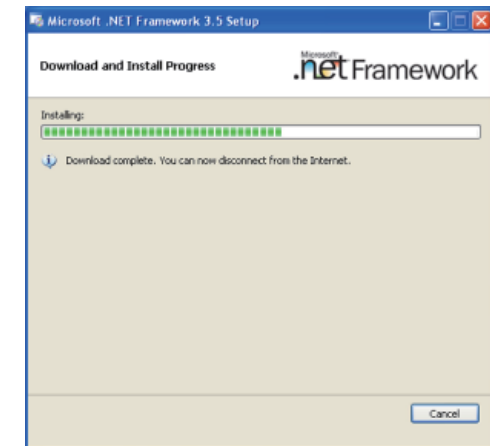 Microsoft .NET Framework 3.5 Setup
Download and Install Progress
Microsoft
.net Framework
Installing:
Download complete. You can now disconnect from the Internet.
Cancel